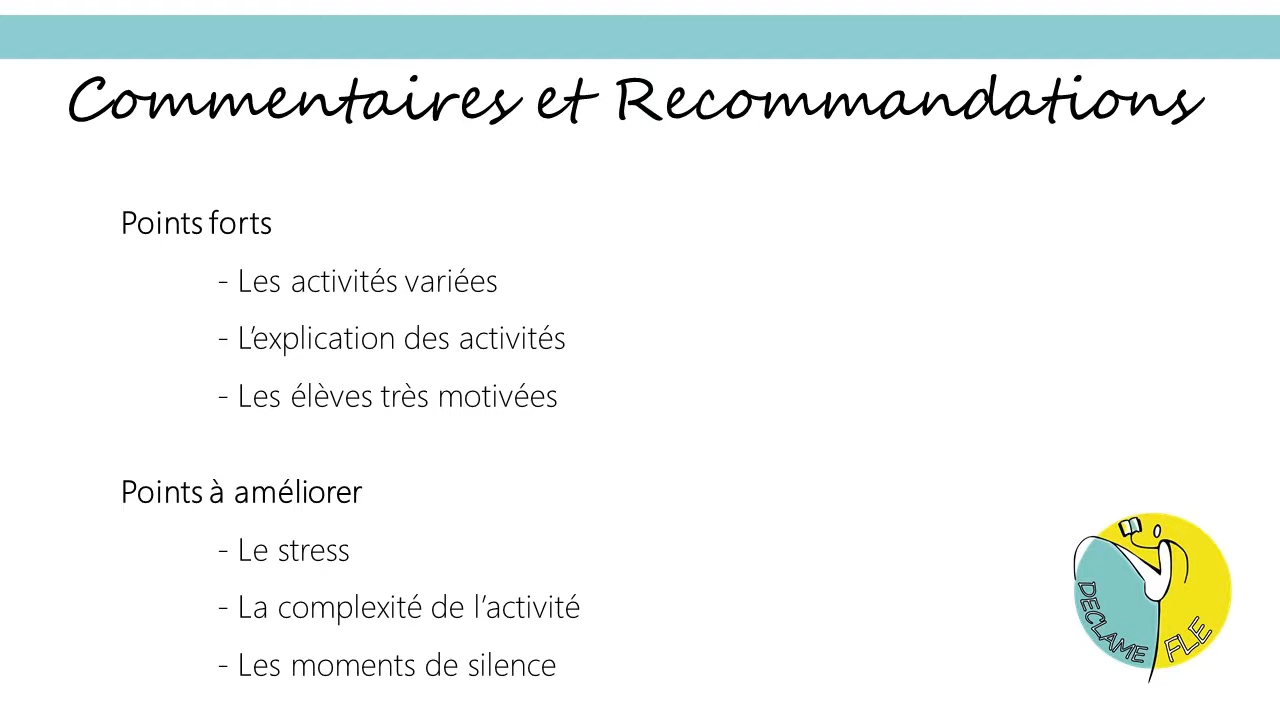 Commentaires et Recommandations
Points forts
- Les activités variées
- L'explication des activités
- Les élèves très motivées
Points à améliorer
- Le stress
- La complexité de l'activité
- Les moments de silence
DECLAME FLE